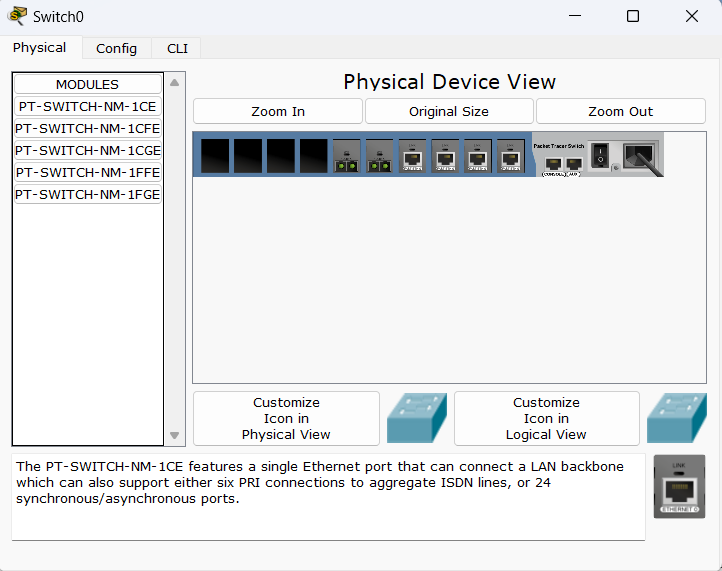 Switch0
Physical
Config
CLI
MODULES
PT-SWITCH-NM-1CE
PT-SWITCH-NM-1CFE
PT-SWITCH-NM-1CGE
PT-SWITCH-NM-1FFE
PT-SWITCH-NM-1FGE
Physical Device View
Zoom In
Original Size
Zoom Out
Packet Tracer Switch
CONSOLE
AUX
Customize
Icon in
Physical View
Customize
Icon in
Logical View
The PT-SWITCH-NM-1CE features a single Ethernet port that can connect a LAN backbone
which can also support either six PRI connections to aggregate ISDN lines, or 24
synchronous/asynchronous ports.
LINK
ETHERNET 0